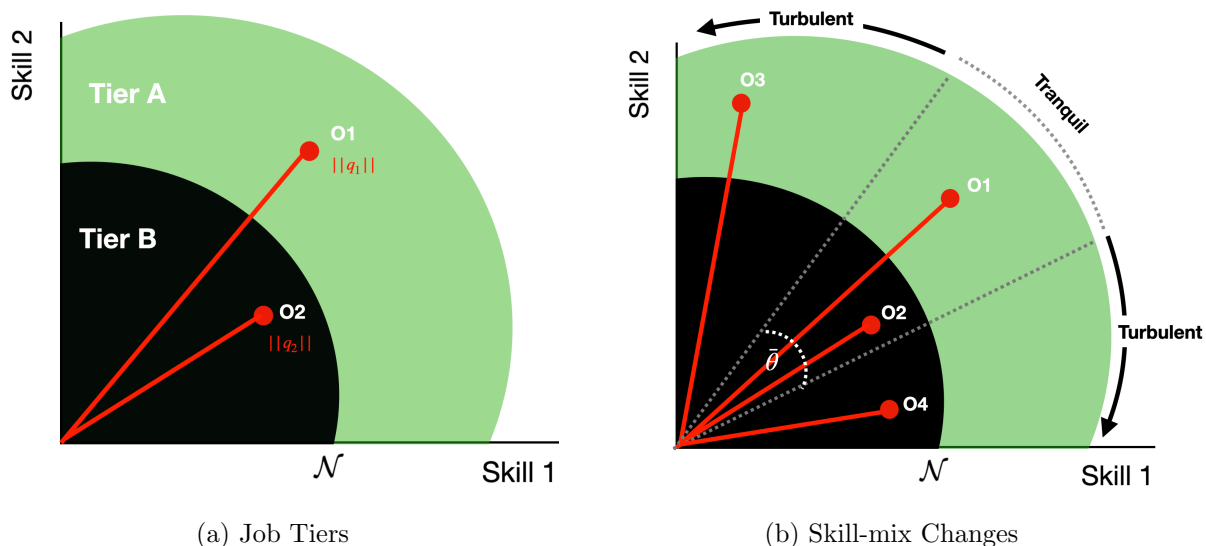 Skill 2
Tier A
O1
||q₁||
Tier B
O2
||q₂||
𝒩
Skill 1
(a) Job Tiers
Turbulent
Skill 2
O3
Tranquil
O1
O2
θ̄
Turbulent
O4
𝒩
Skill 1
(b) Skill-mix Changes